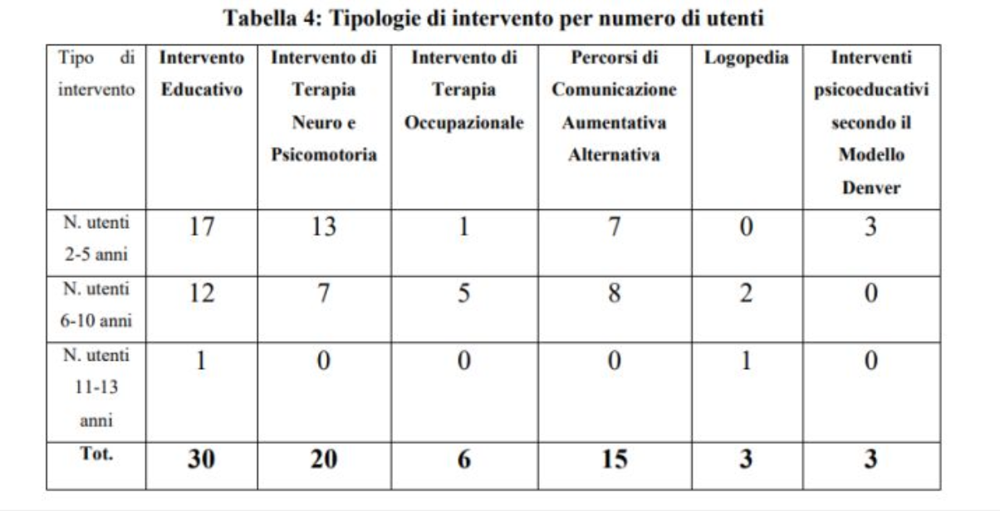 Tabella 4: Tipologie di intervento per numero di utenti
Tipo di intervento | Intervento Educativo | Intervento di Terapia Neuro e Psicomotoria | Intervento di Terapia Occupazionale | Percorsi di Comunicazione Aumentativa Alternativa | Logopedia | Interventi psicoeducativi secondo il Modello Denver
N. utenti 2-5 anni | 17 | 13 | 1 | 7 | 0 | 3
N. utenti 6-10 anni | 12 | 7 | 5 | 8 | 2 | 0
N. utenti 11-13 anni | 1 | 0 | 0 | 0 | 1 | 0
Tot. | 30 | 20 | 6 | 15 | 3 | 3